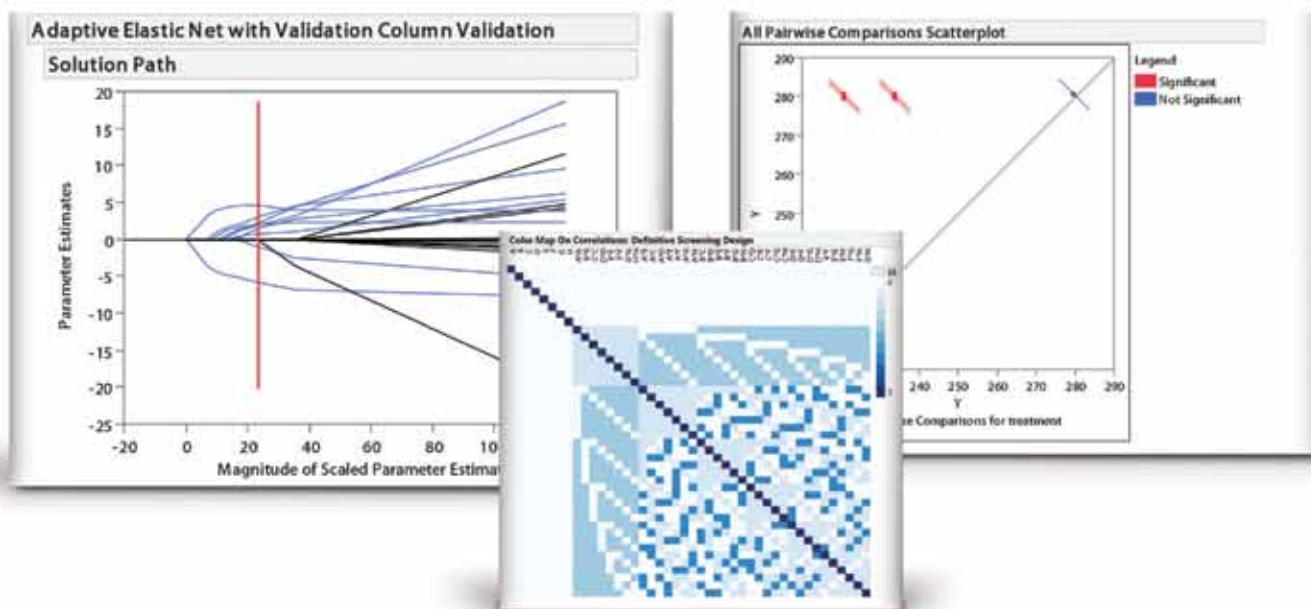 Adaptive Elastic Net with Validation Column Validation
Solution Path
20
15
10
5
0
-5
-10
-15
-20
-25
Parameter Estimates
-20 0 20 40 60 80
Magnitude of Scaled Parameter Estimat
All Pairwise Comparisons Scatterplot
290
280
270
260
250
Y
240 250 260 270 280 290
Y
se Comparisons for treatment
Legend
Significant
Not Significant
Color Map On Correlations: Definitive Screening Design